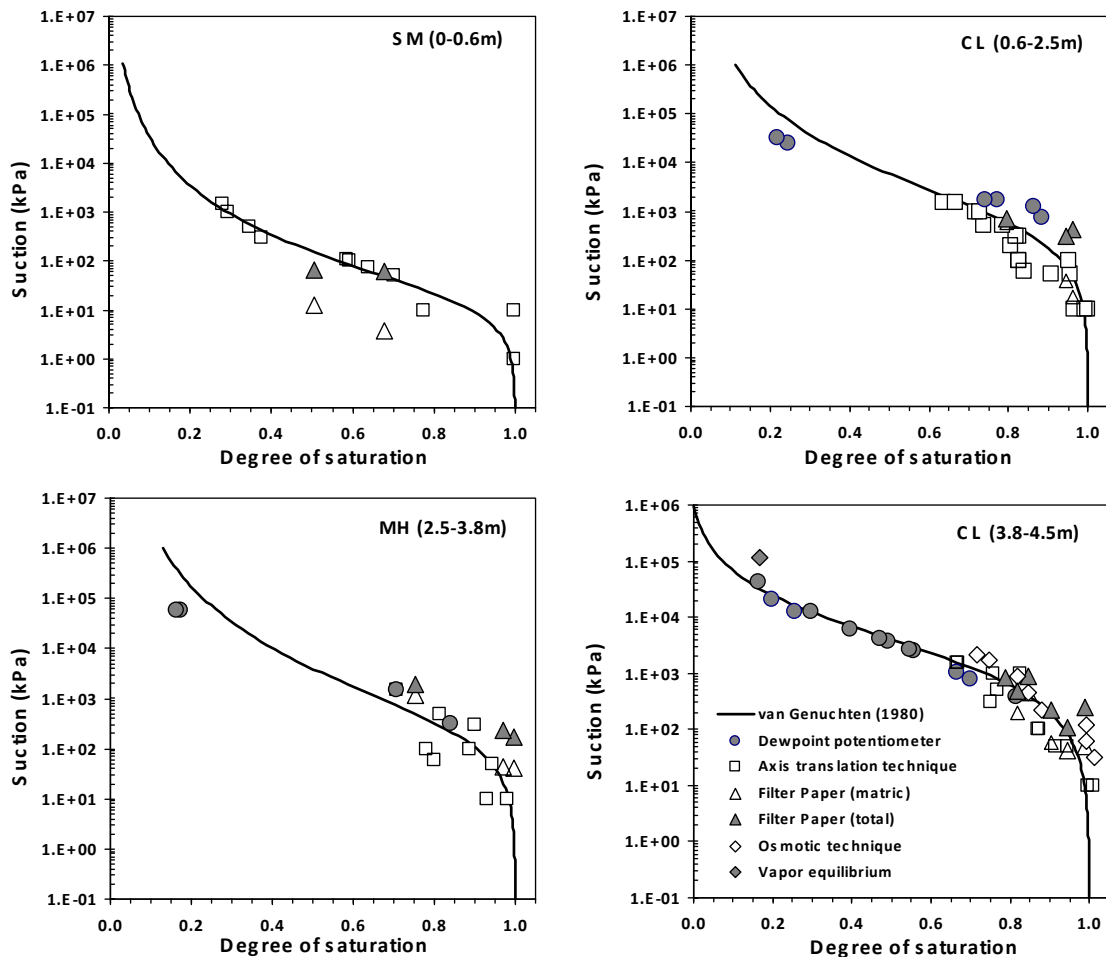 SM (0-0.6m)
1.E+07
1.E+06
1.E+05
1.E+04
1.E+03
1.E+02
1.E+01
1.E+00
1.E-01
Suction (kPa)
0.0 0.2 0.4 0.6 0.8 1.0
Degree of saturation
CL (0.6-2.5m)
1.E+07
1.E+06
1.E+05
1.E+04
1.E+03
1.E+02
1.E+01
1.E+00
1.E-01
Suction (kPa)
0.0 0.2 0.4 0.6 0.8 1.0
Degree of saturation
MH (2.5-3.8m)
1.E+07
1.E+06
1.E+05
1.E+04
1.E+03
1.E+02
1.E+01
1.E+00
1.E-01
Suction (kPa)
0.0 0.2 0.4 0.6 0.8 1.0
Degree of saturation
CL (3.8-4.5m)
1.E+06
1.E+05
1.E+04
1.E+03
1.E+02
1.E+01
1.E+00
1.E-01
Suction (kPa)
van Genuchten (1980)
Dewpoint potentiometer
Axis translation technique
Filter Paper (matric)
Filter Paper (total)
Osmotic technique
Vapor equilibrium
0.0 0.2 0.4 0.6 0.8 1.0
Degree of saturation